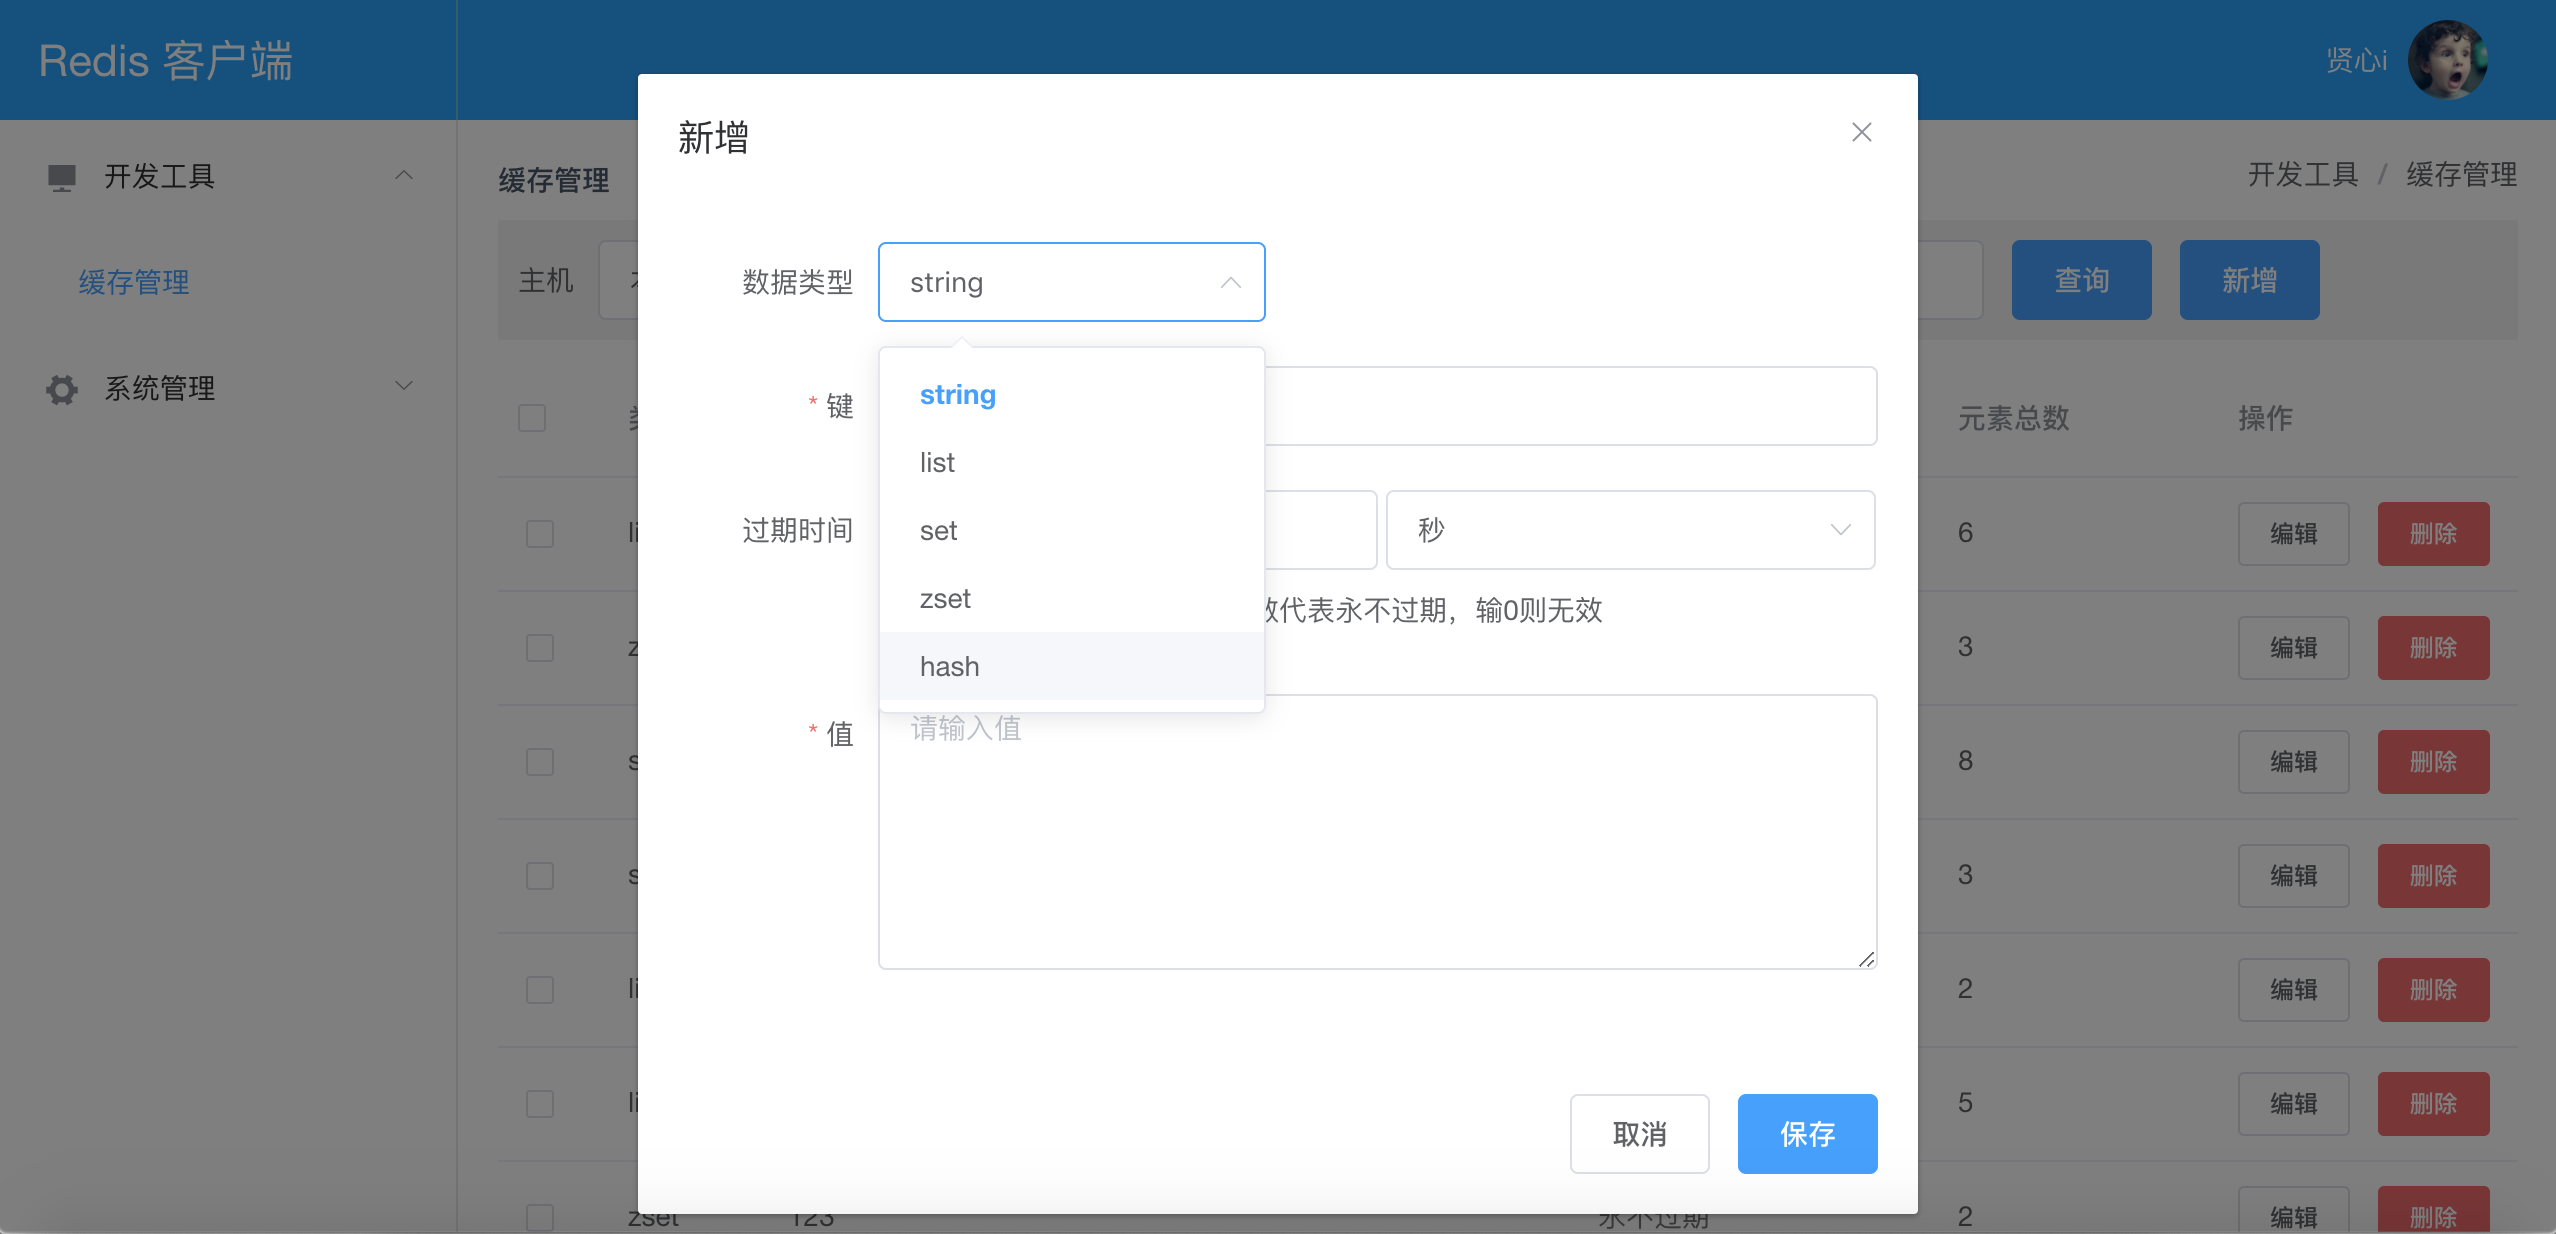 Redis 客户端
贤心i
开发工具
缓存管理
系统管理
缓存管理
开发工具 / 缓存管理
主机
查询
新增
元素总数
操作
6 编辑 删除
3 编辑 删除
8 编辑 删除
3 编辑 删除
2 编辑 删除
5 编辑 删除
zset 123 永不过期 2 编辑 删除
新增
数据类型 string
string
list
set
zset
hash
* 键
过期时间 秒
代表永不过期，输0则无效
* 值 请输入值
取消 保存